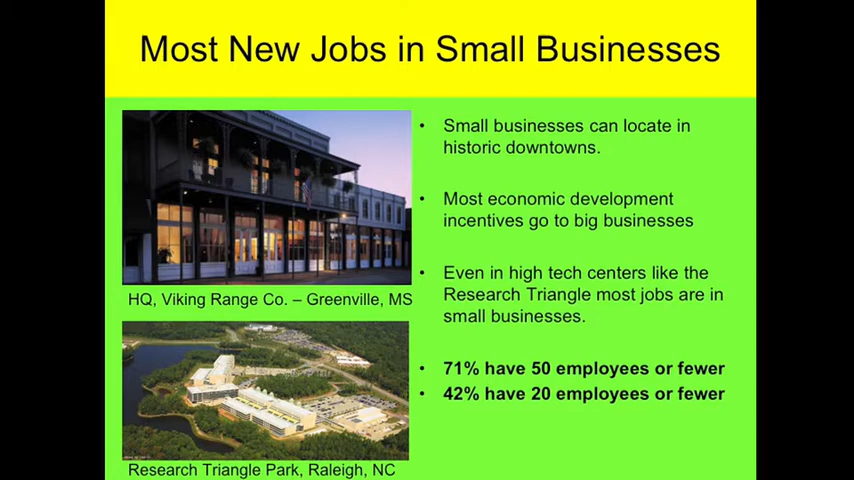 Most New Jobs in Small Businesses
• Small businesses can locate in
historic downtowns.
• Most economic development
incentives go to big businesses
• Even in high tech centers like the
Research Triangle most jobs are in
small businesses.
• 71% have 50 employees or fewer
• 42% have 20 employees or fewer
HQ, Viking Range Co. – Greenville, MS
Research Triangle Park, Raleigh, NC